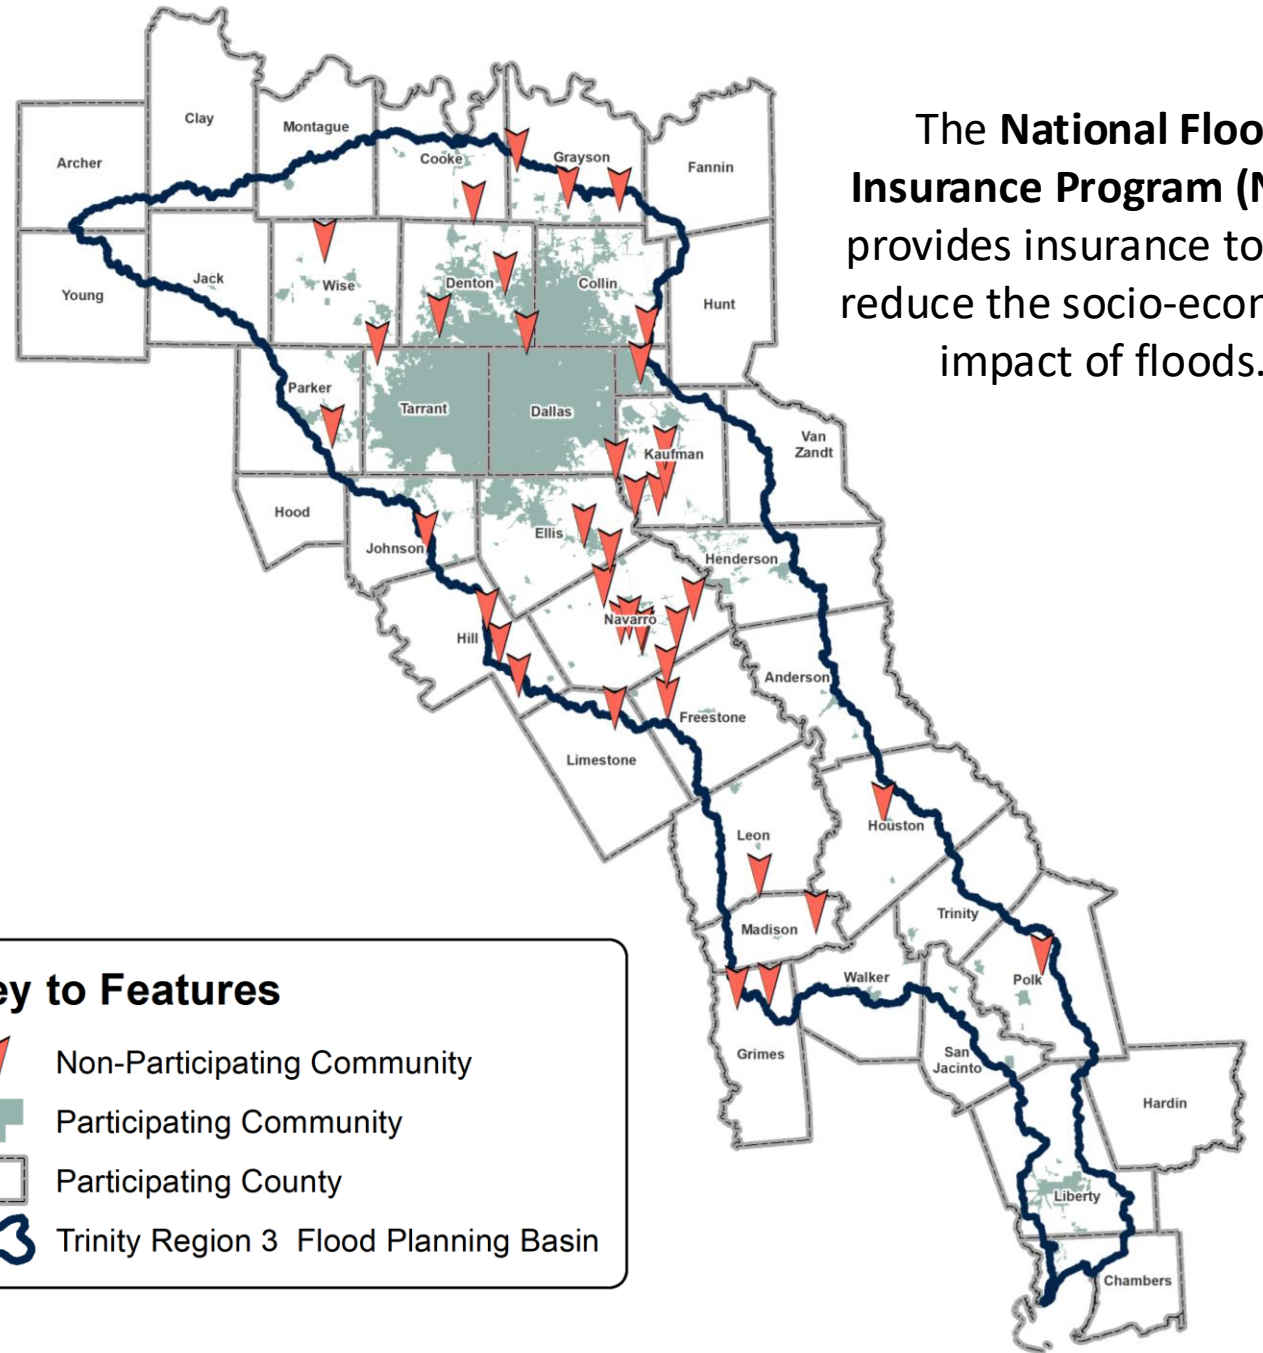 The National Floo
Insurance Program (N
provides insurance to
reduce the socio-econ
impact of floods.
Clay
Montague
Archer
Cooke
Grayson
Fannin
Young
Jack
Wise
Denton
Collin
Hunt
Parker
Tarrant
Dallas
Kaufman
Van
Zandt
Hood
Johnson
Ellis
Henderson
Hill
Navarro
Anderson
Freestone
Limestone
Leon
Houston
Madison
Trinity
Walker
Polk
Grimes
San
Jacinto
Hardin
Liberty
Chambers
ey to Features
Non-Participating Community
Participating Community
Participating County
Trinity Region 3 Flood Planning Basin